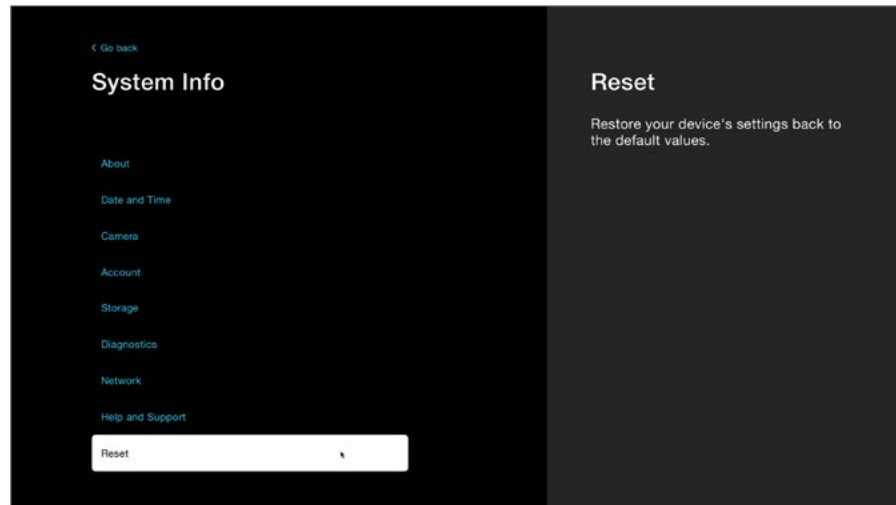 Go back
System Info
About
Date and Time
Camera
Account
Storage
Diagnostics
Network
Help and Support
Reset
Reset
Restore your device's settings back to
the default values.